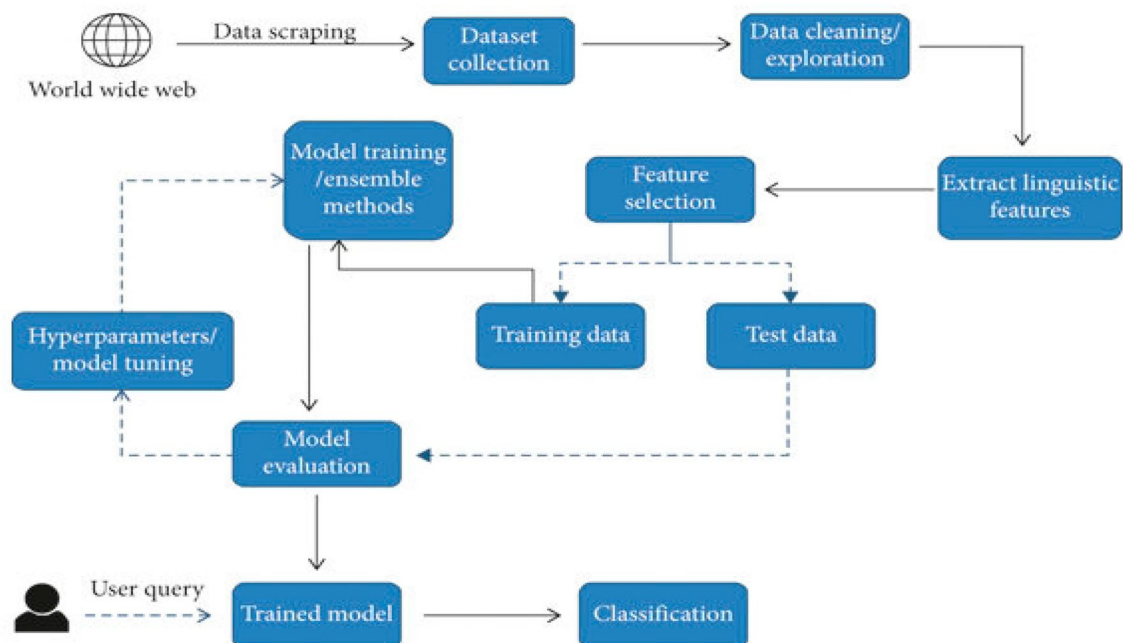 Data scraping
World wide web
Dataset
collection
Data cleaning/
exploration
Model training
/ensemble
methods
Feature
selection
Extract linguistic
features
Hyperparameters/
model tuning
Training data
Test data
Model
evaluation
User query
Trained model
Classification